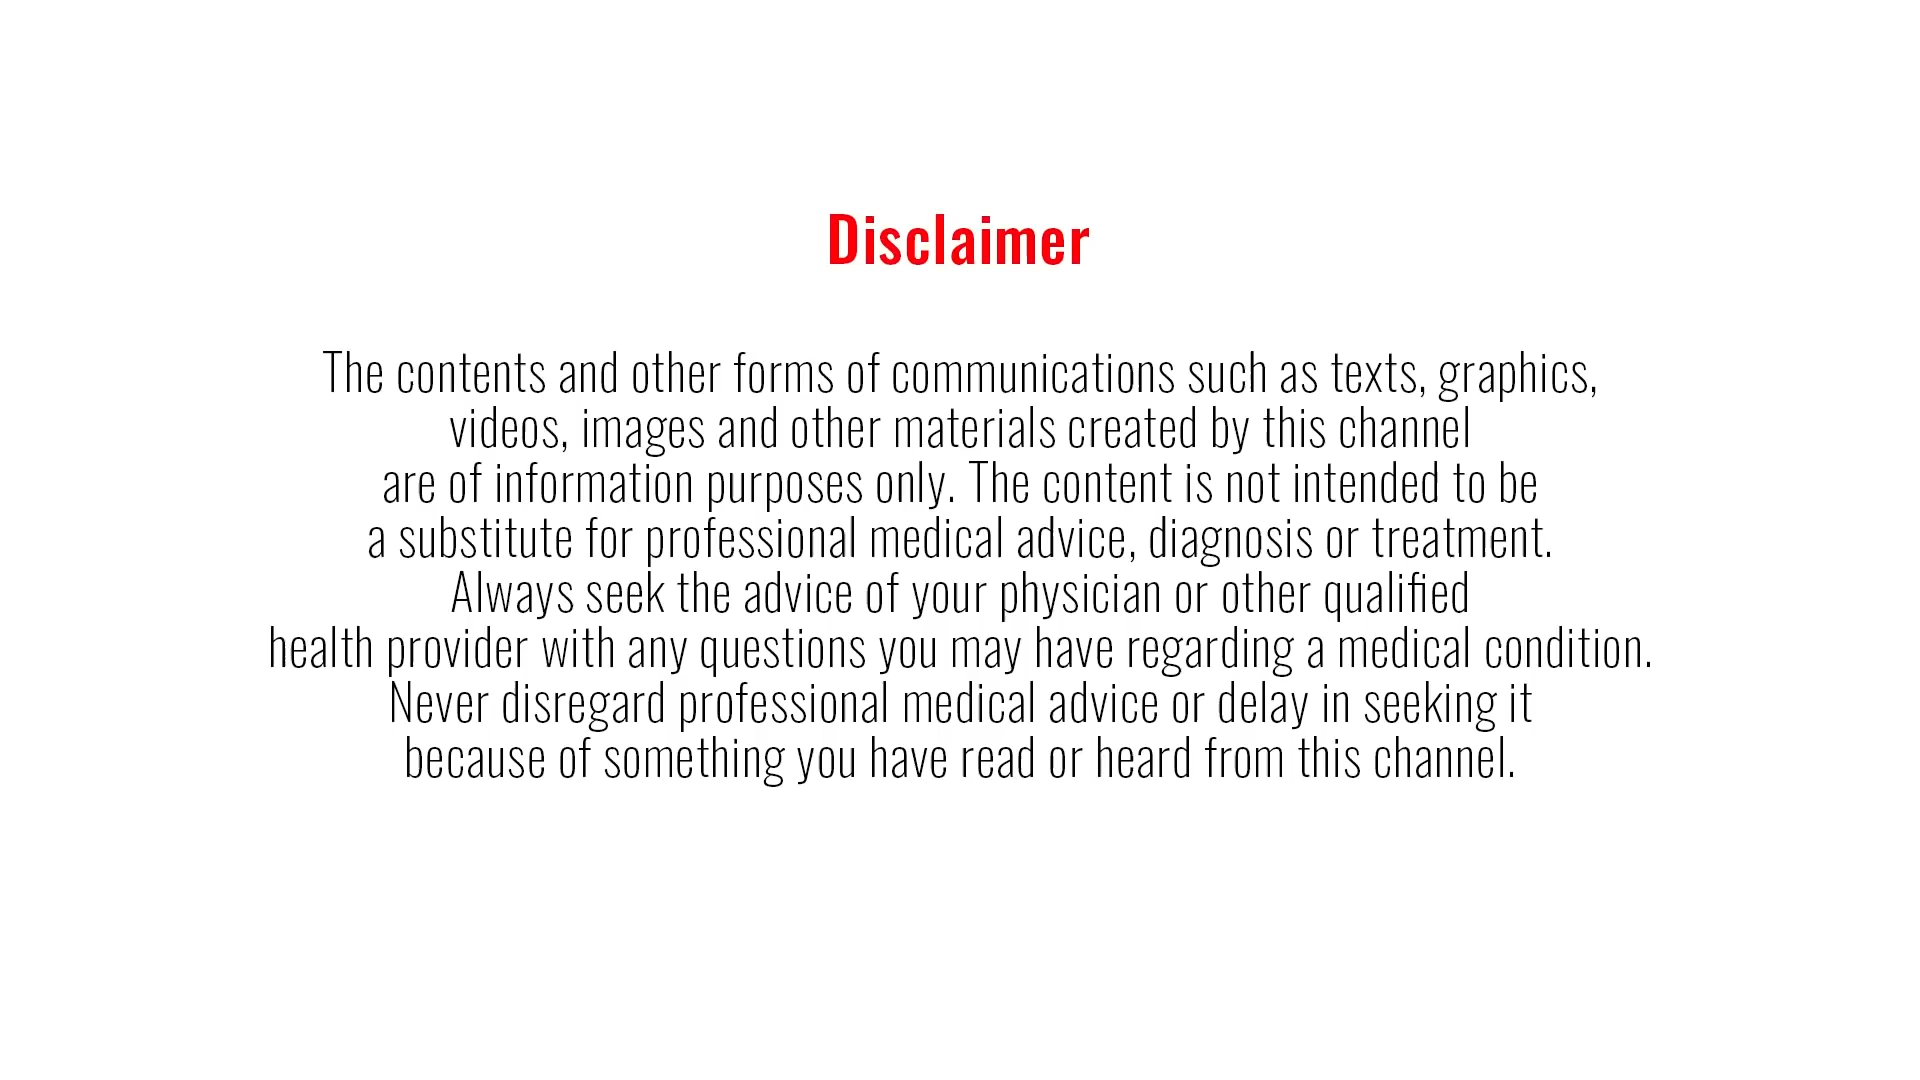 Disclaimer
The contents and other forms of communications such as texts, graphics,
videos, images and other materials created by this channel
are of information purposes only. The content is not intended to be
a substitute for professional medical advice, diagnosis or treatment.
Always seek the advice of your physician or other qualified
health provider with any questions you may have regarding a medical condition.
Never disregard professional medical advice or delay in seeking it
because of something you have read or heard from this channel.